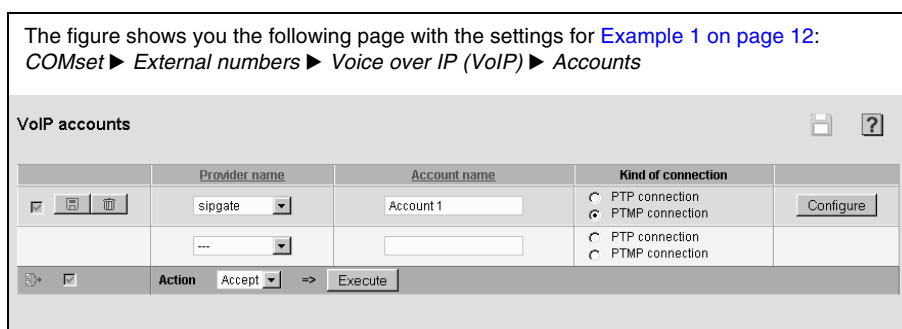 The figure shows you the following page with the settings for Example 1 on page 12:
COMset ▶ External numbers ▶ Voice over IP (VoIP) ▶ Accounts
VoIP accounts
?
Provider name Account name Kind of connection
sipgate Account 1 PTP connection
PTMP connection Configure
--- PTP connection
PTMP connection
Action Accept => Execute